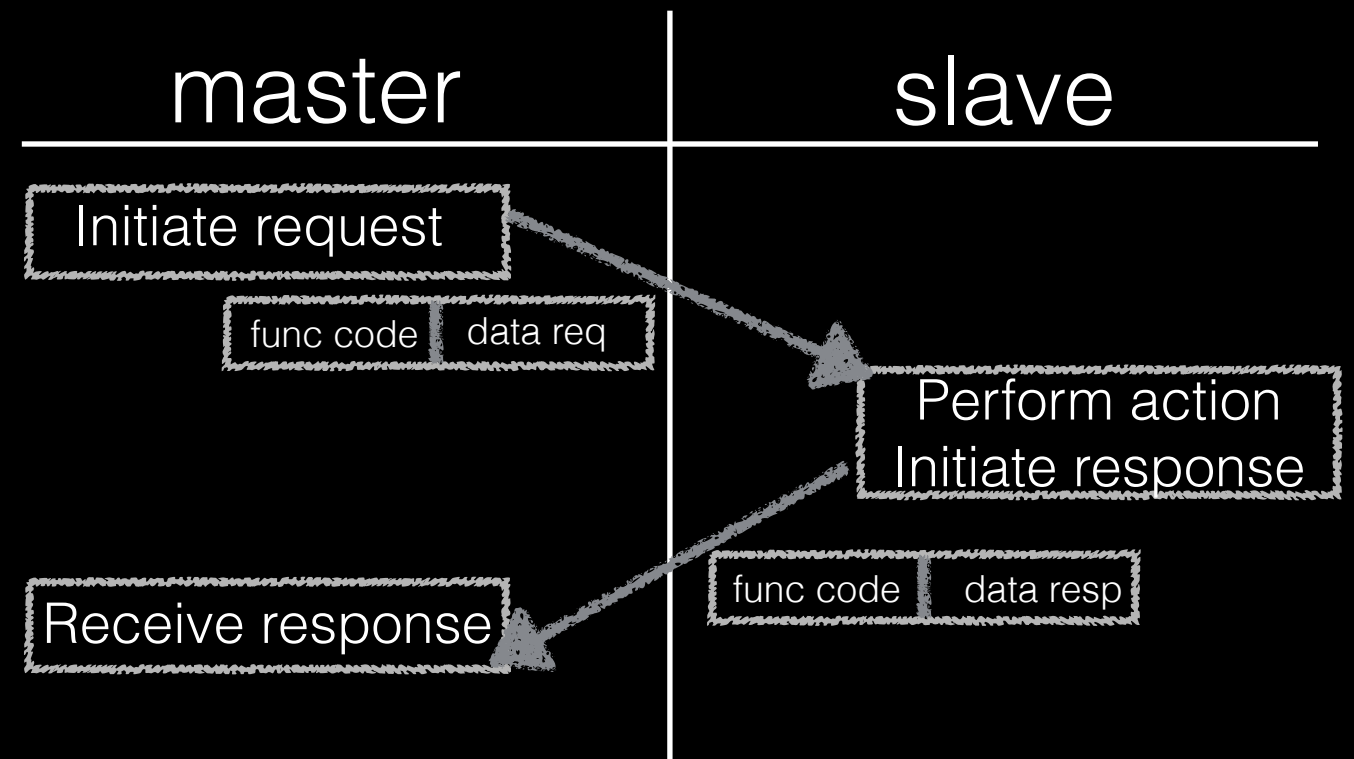 master
slave
Initiate request
func code
data req
Perform action
Initiate response
func code
data resp
Receive response